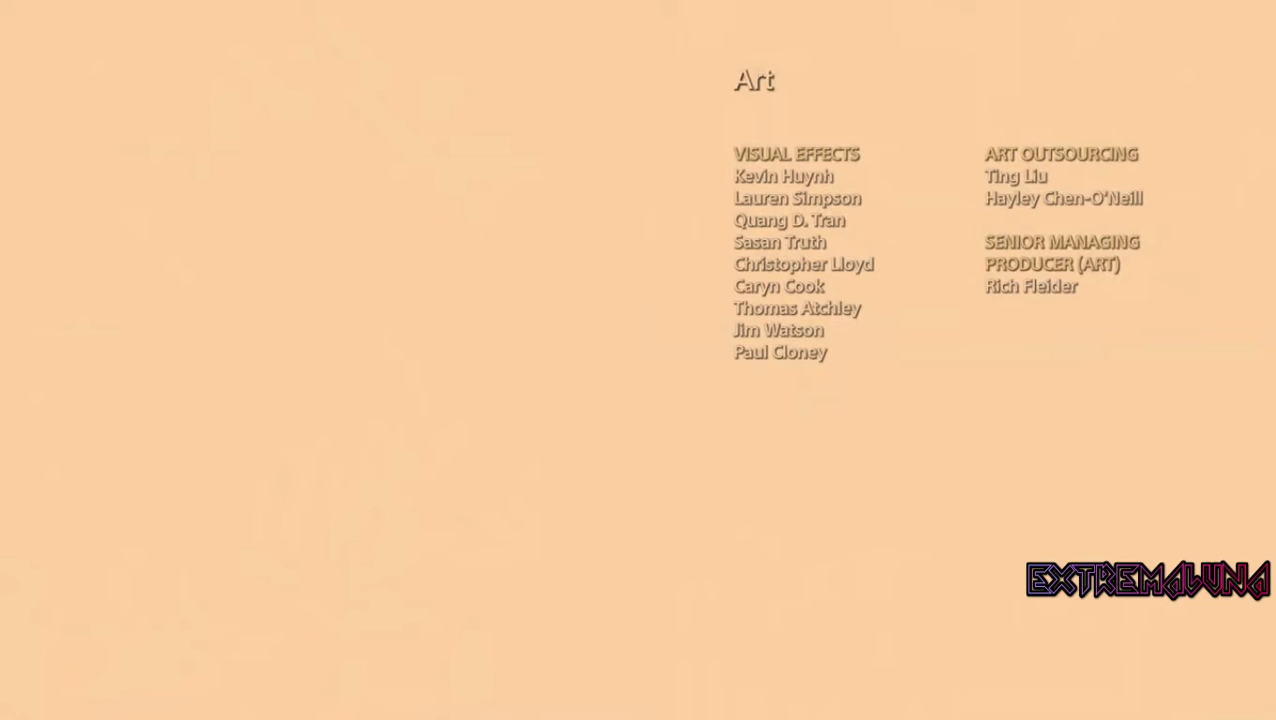 Art
VISUAL EFFECTS
Kevin Huynh
Lauren Simpson
Quang D. Tran
Sasan Truth
Christopher Lloyd
Caryn Cook
Thomas Atchley
Jim Watson
Paul Cloney
ART OUTSOURCING
Ting Liu
Hayley Chen-O'Neill
SENIOR MANAGING
PRODUCER (ART)
Rich Fleider
EXTREMALUNA